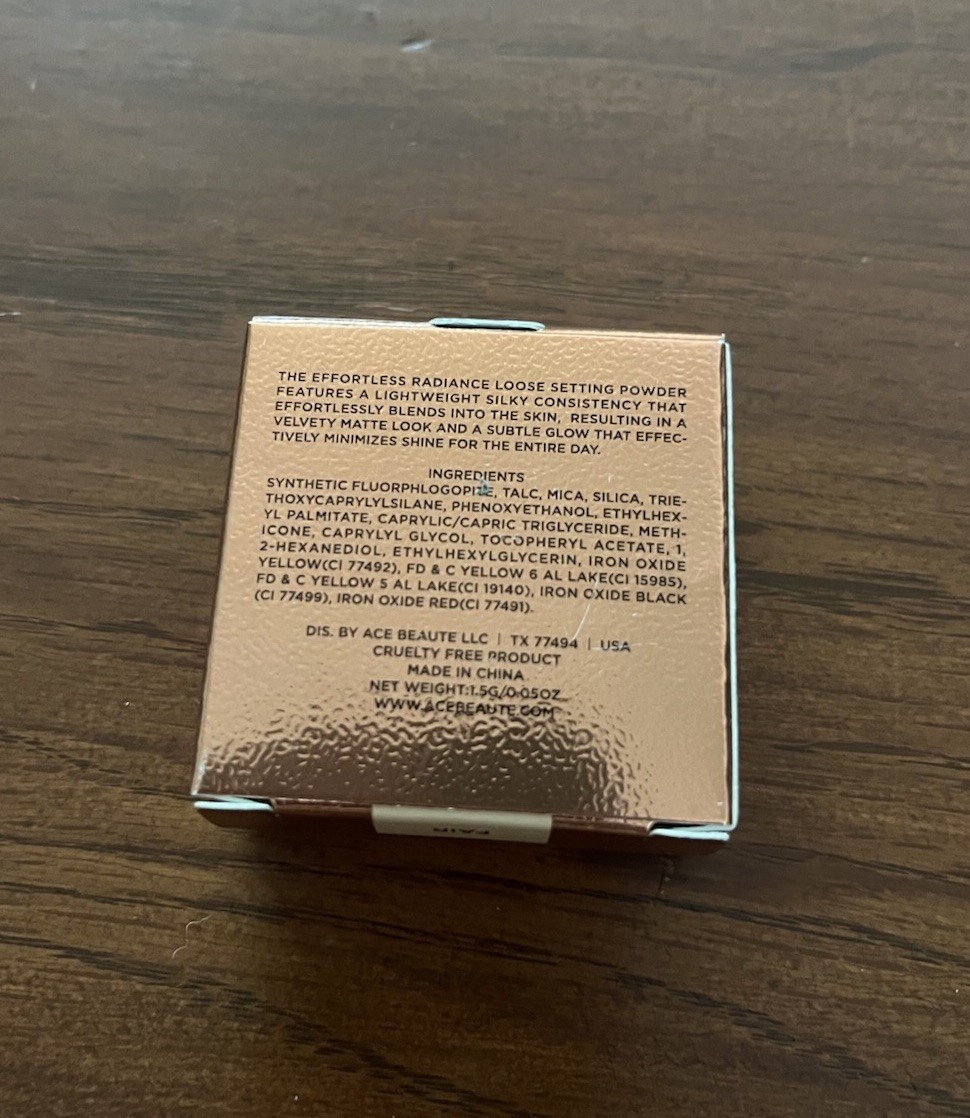 THE EFFORTLESS RADIANCE LOOSE SETTING POWDER
FEATURES A LIGHTWEIGHT SILKY CONSISTENCY THAT
EFFORTLESSLY BLENDS INTO THE SKIN, RESULTING IN A
VELVETY MATTE LOOK AND A SUBTLE GLOW THAT EFFEC-
TIVELY MINIMIZES SHINE FOR THE ENTIRE DAY.
INGREDIENTS
SYNTHETIC FLUORPHLOGOPITE, TALC, MICA, SILICA, TRIE-
THOXYCAPRYLYLSILANE, PHENOXYETHANOL, ETHYLHEX-
YL PALMITATE, CAPRYLIC/CAPRIC TRIGLYCERIDE, METH-
ICONE, CAPRYLYL GLYCOL, TOCOPHERYL ACETATE, 1,
2-HEXANEDIOL, ETHYLHEXYLGLYCERIN, IRON OXIDE
YELLOW(CI 77492), FD & C YELLOW 6 AL LAKE(CI 15985),
FD & C YELLOW 5 AL LAKE(CI 19140), IRON OXIDE BLACK
(CI 77499), IRON OXIDE RED(CI 77491).
DIS. BY ACE BEAUTE LLC | TX 77494 | USA
CRUELTY FREE PRODUCT
MADE IN CHINA
NET WEIGHT:1.5G/0.05OZ
WWW.ACEBEAUTE.COM
FAIR